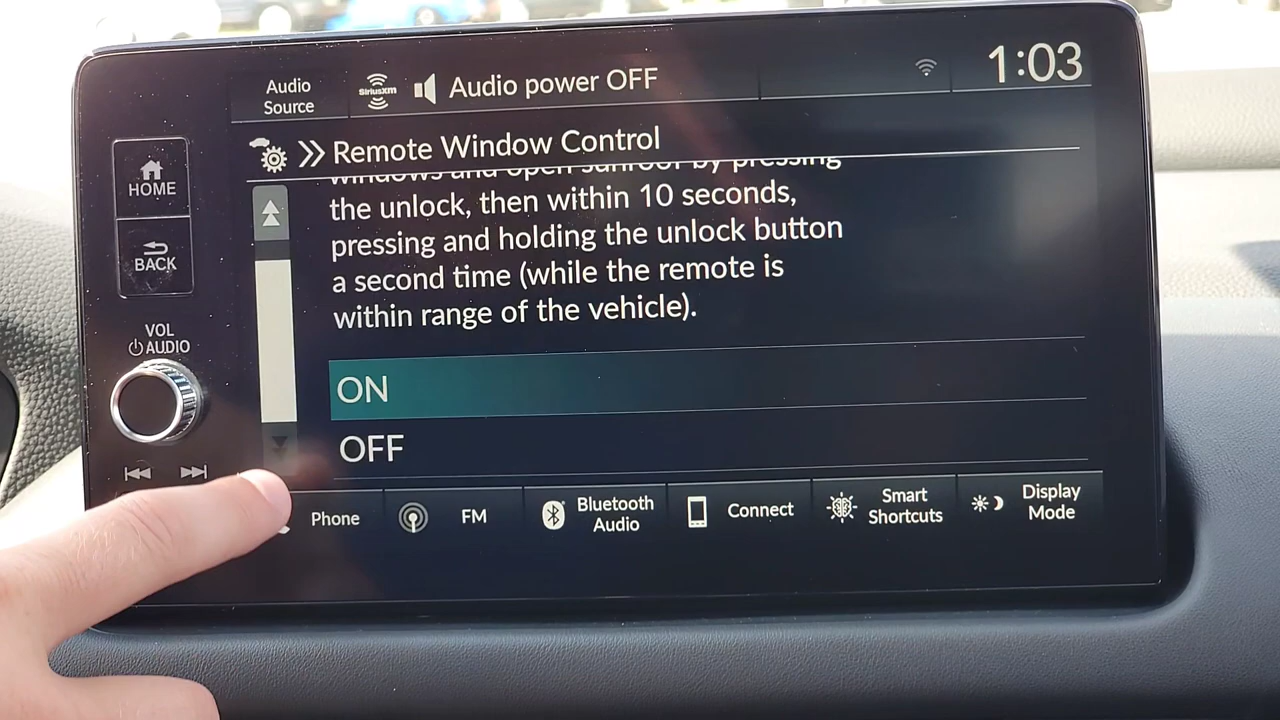 Audio
Source
SiriusXM
Audio power OFF
1:03
Remote Window Control
windows and open sunroof by pressing
the unlock, then within 10 seconds,
pressing and holding the unlock button
a second time (while the remote is
within range of the vehicle).
ON
OFF
HOME
BACK
VOL
AUDIO
Phone
FM
Bluetooth
Audio
Connect
Smart
Shortcuts
Display
Mode